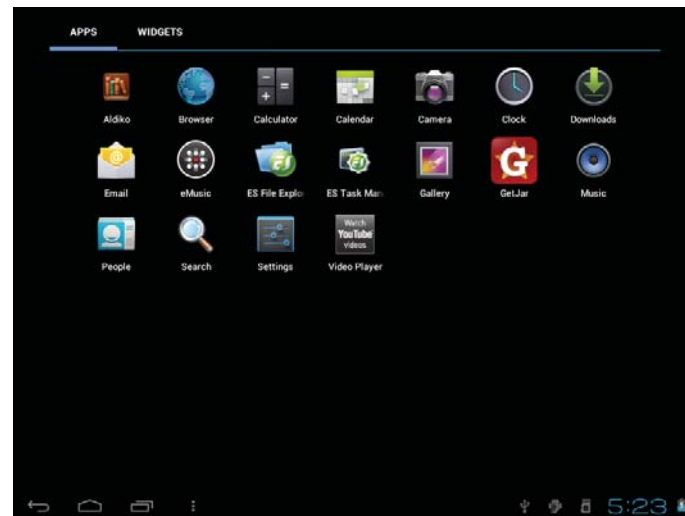 APPS WIDGETS
Aldiko Browser Calculator Calendar Camera Clock Downloads
G
Email eMusic ES File Explo ES Task Man Gallery GetJar Music
Watch
YouTube
videos
People Search Settings Video Player
5:23